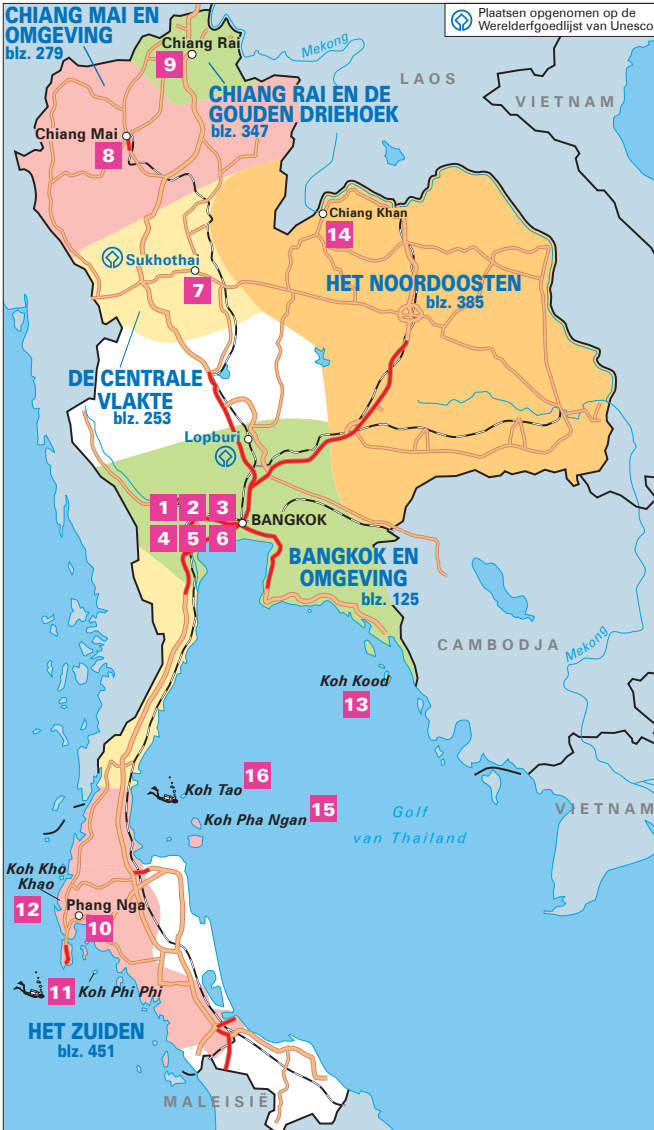 CHIANG MAI EN
OMGEVING
blz. 279
Plaatsen opgenomen op de
Werelderfgoedlijst van Unesco
Chiang Rai
9
Mekong
LAOS
VIETNAM
CHIANG RAI EN DE
GOUDEN DRIEHOEK
blz. 347
Chiang Mai
8
Chiang Khan
14
Sukhothai
7
HET NOORDOOSTEN
blz. 385
DE CENTRALE
VLAKTE
blz. 253
Lopburi
1 2 3
4 5 6
BANGKOK
BANGKOK EN
OMGEVING
blz. 125
CAMBODJA
Mekong
Koh Kood
13
16
Koh Tao
15
Koh Pha Ngan
Golf
van Thailand
VIETNAM
Koh Kho
Khao
12
Phang Nga
10
11
Koh Phi Phi
HET ZUIDEN
blz. 451
MALEISIË